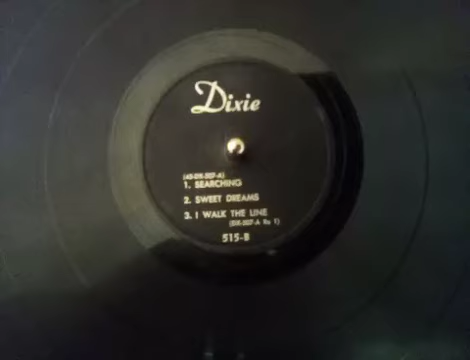 Dixie
1. SEARCHING
2. SWEET DREAMS
3. I WALK THE LINE
515-B